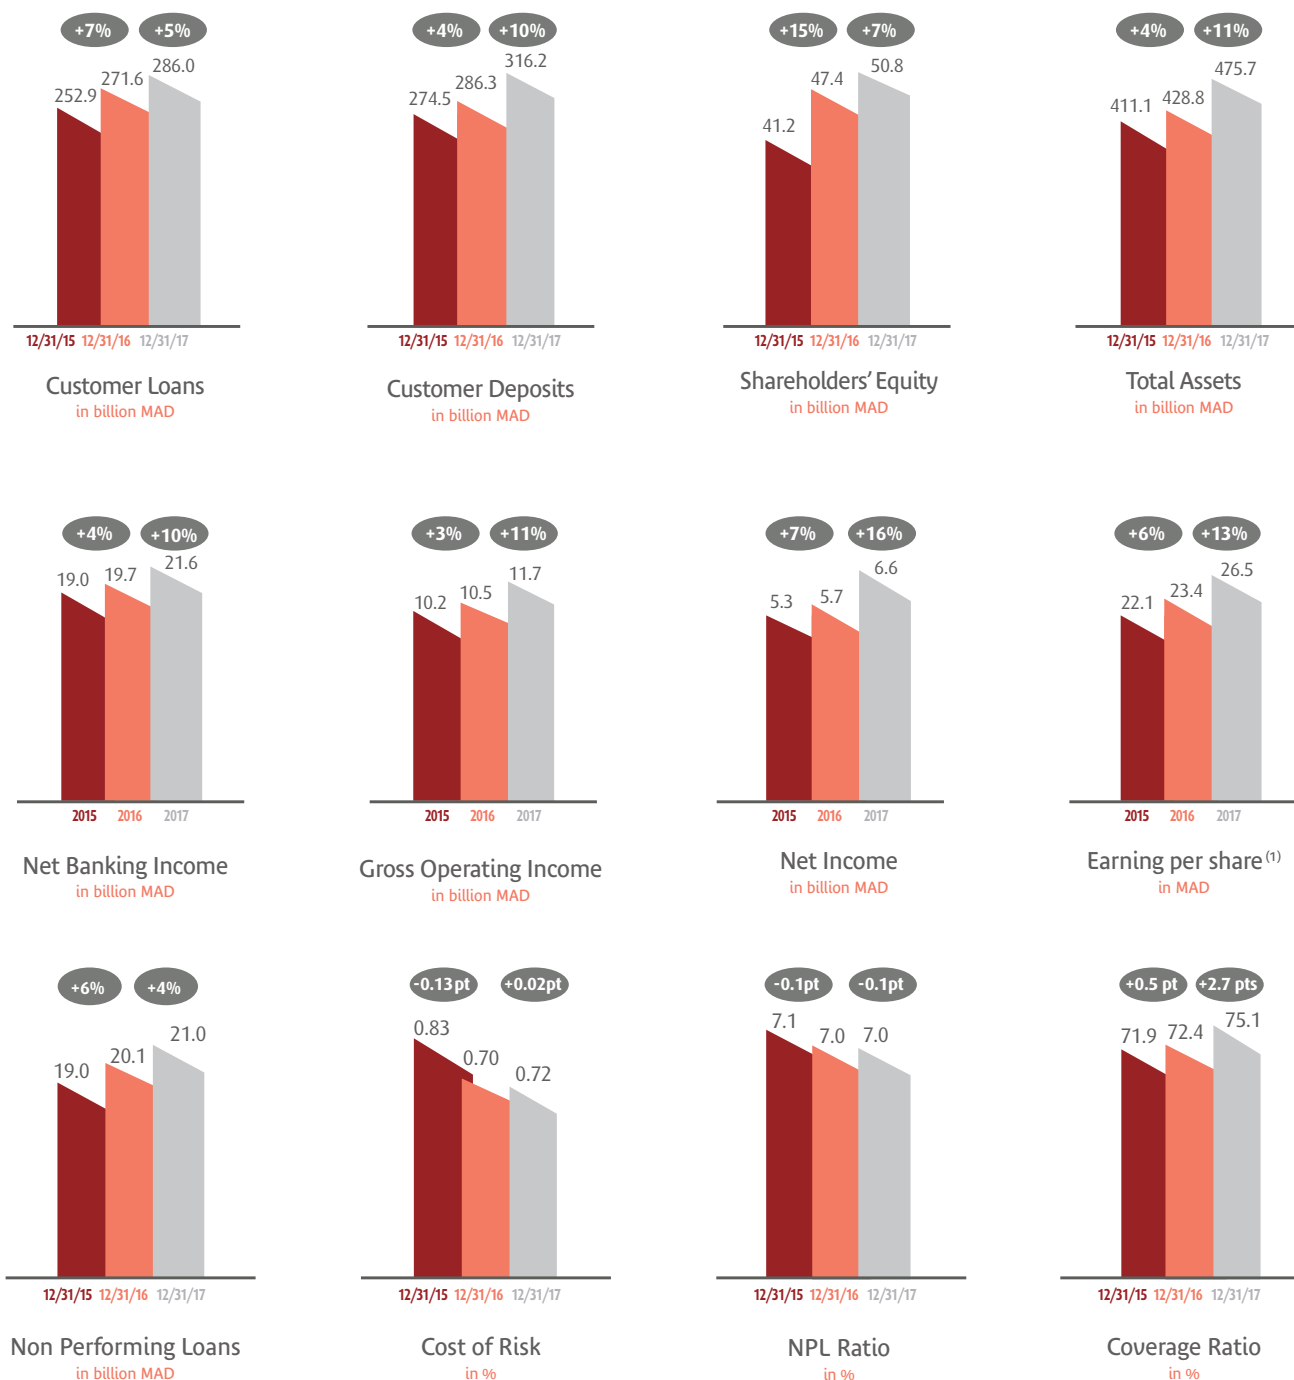 +7% +5%
252.9 271.6 286.0
12/31/15 12/31/16 12/31/17
Customer Loans
in billion MAD
+4% +10%
274.5 286.3 316.2
12/31/15 12/31/16 12/31/17
Customer Deposits
in billion MAD
+15% +7%
41.2 47.4 50.8
12/31/15 12/31/16 12/31/17
Shareholders' Equity
in billion MAD
+4% +11%
411.1 428.8 475.7
12/31/15 12/31/16 12/31/17
Total Assets
in billion MAD
+4% +10%
19.0 19.7 21.6
2015 2016 2017
Net Banking Income
in billion MAD
+3% +11%
10.2 10.5 11.7
2015 2016 2017
Gross Operating Income
in billion MAD
+7% +16%
5.3 5.7 6.6
2015 2016 2017
Net Income
in billion MAD
+6% +13%
22.1 23.4 26.5
2015 2016 2017
Earning per share (1)
in MAD
+6% +4%
19.0 20.1 21.0
12/31/15 12/31/16 12/31/17
Non Performing Loans
in billion MAD
-0.13pt +0.02pt
0.83 0.70 0.72
12/31/15 12/31/16 12/31/17
Cost of Risk
in %
-0.1pt -0.1pt
7.1 7.0 7.0
12/31/15 12/31/16 12/31/17
NPL Ratio
in %
+0.5 pt +2.7 pts
71.9 72.4 75.1
12/31/15 12/31/16 12/31/17
Coverage Ratio
in %